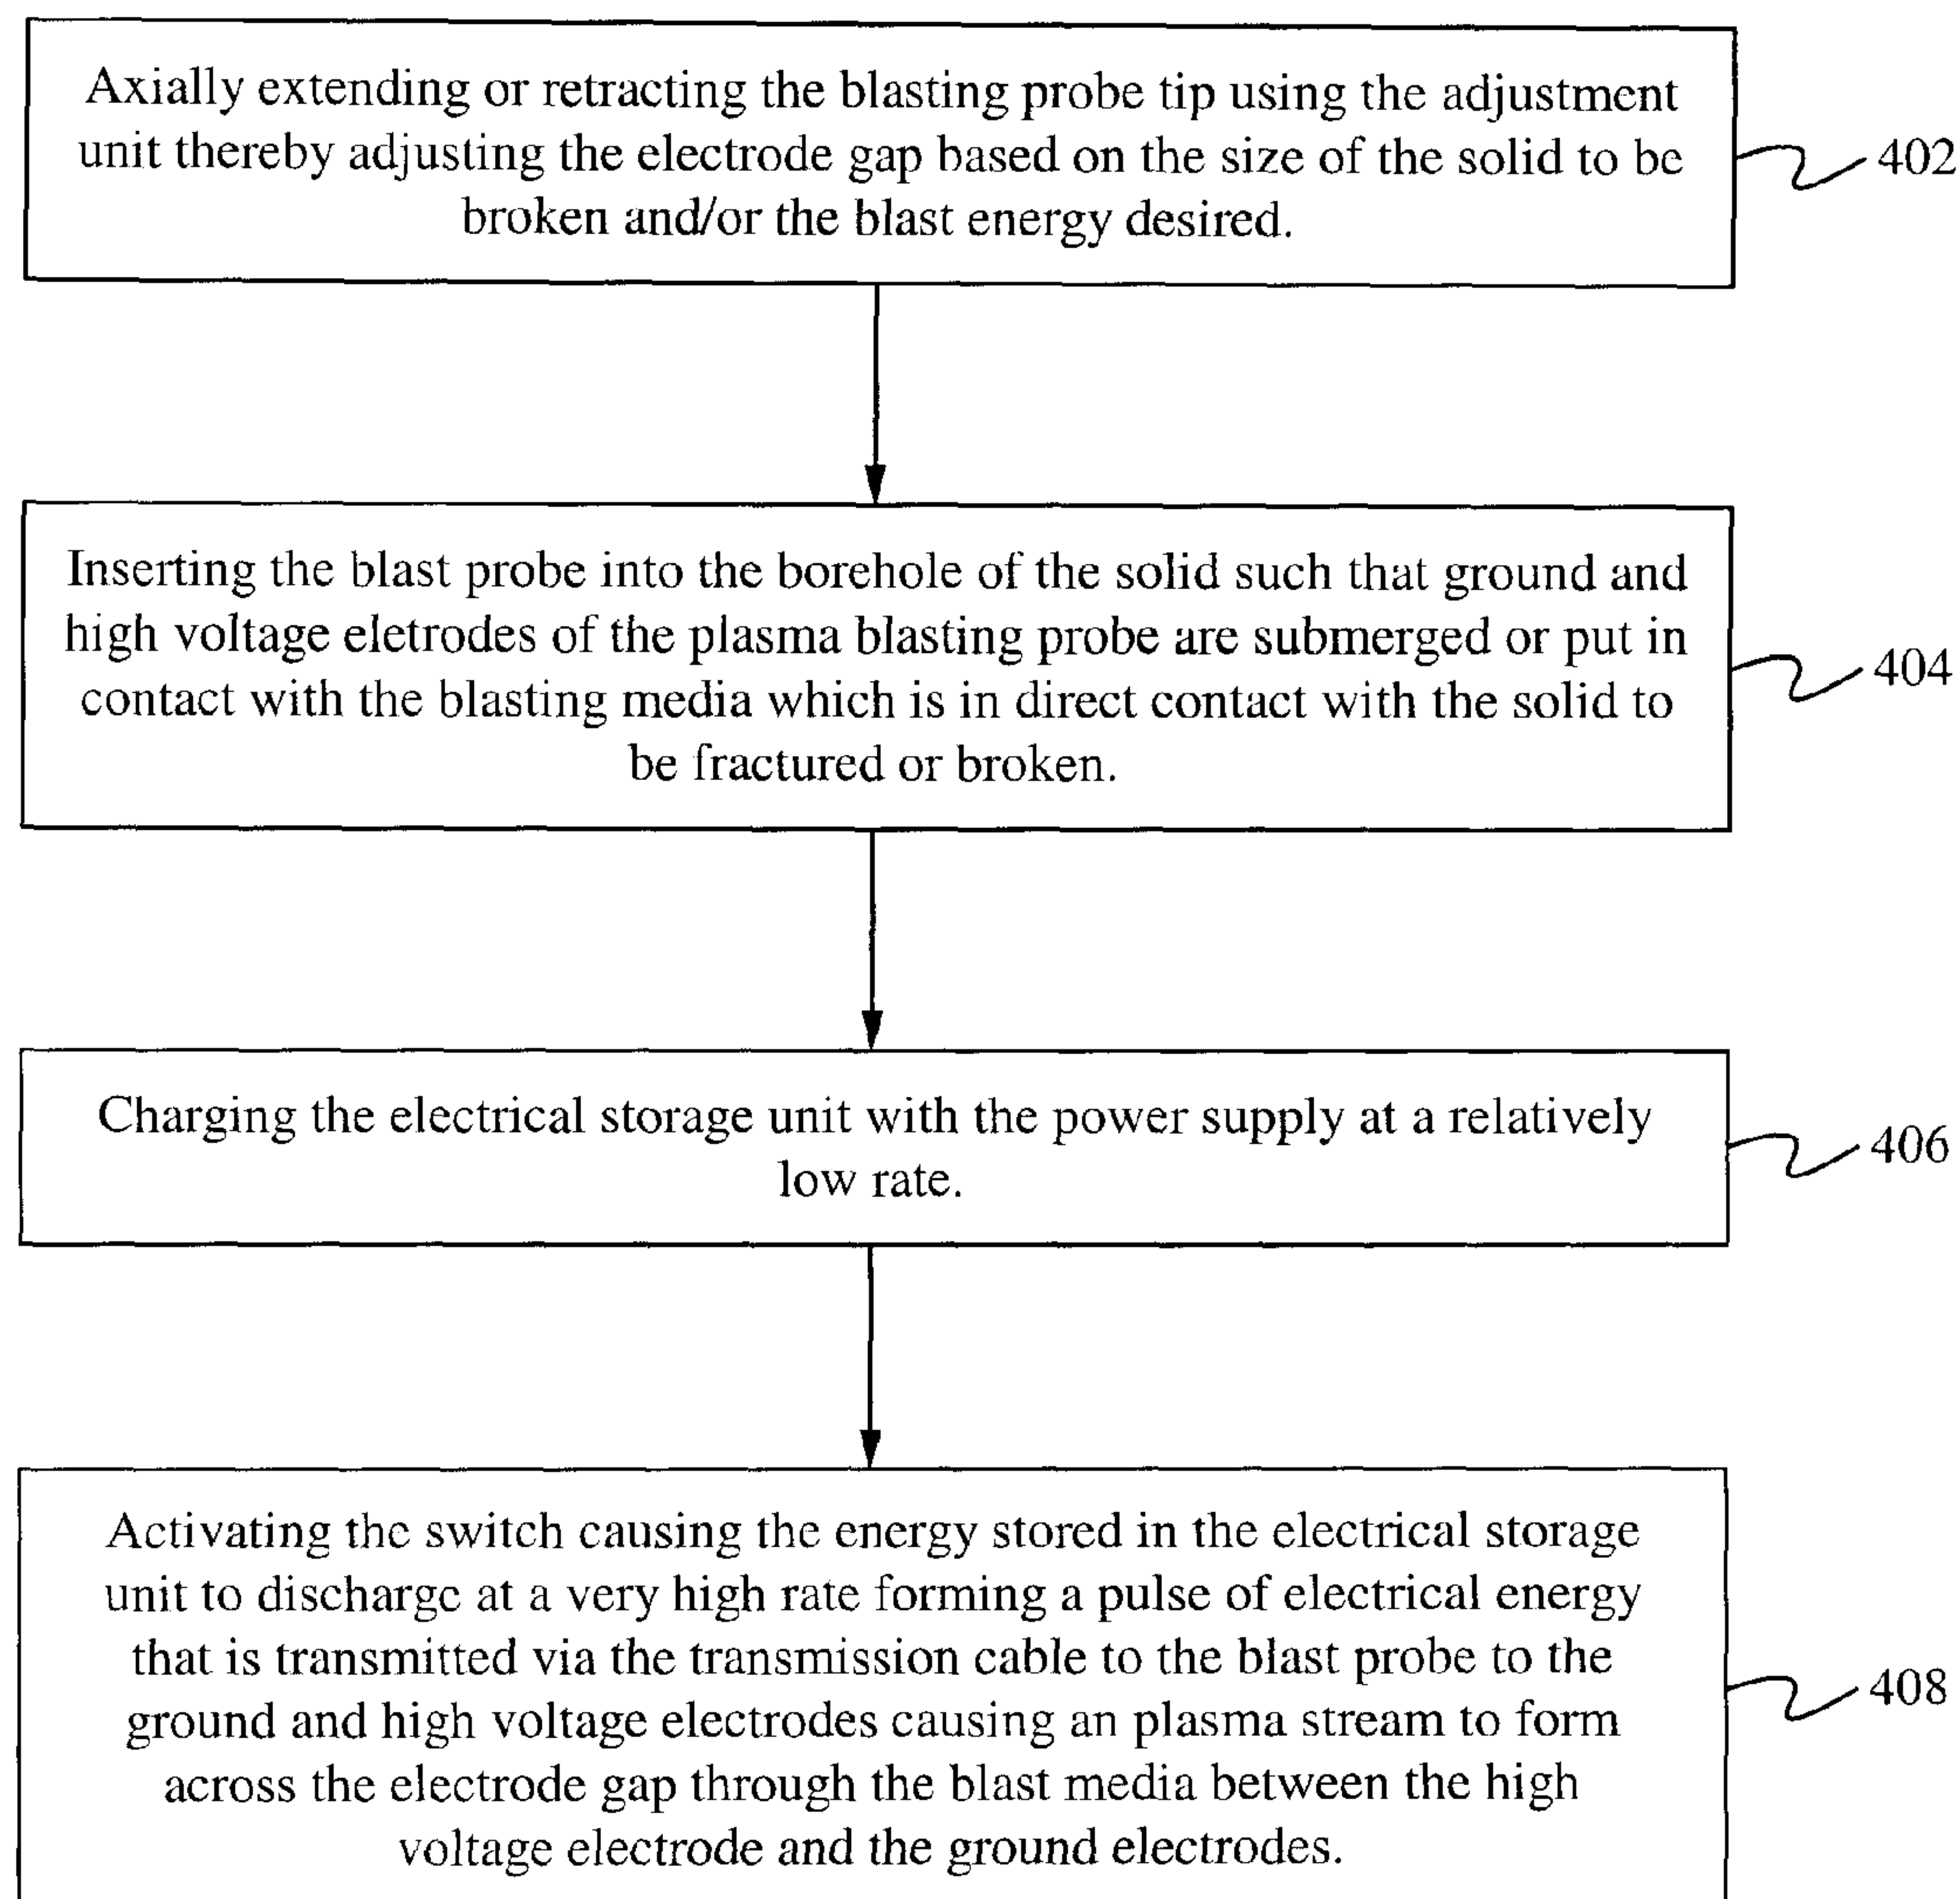 Axially extending or retracting the blasting probe tip using the adjustment
unit thereby adjusting the electrode gap based on the size of the solid to be
broken and/or the blast energy desired.
402
Inserting the blast probe into the borehole of the solid such that ground and
high voltage eletrodes of the plasma blasting probe are submerged or put in
contact with the blasting media which is in direct contact with the solid to
be fractured or broken.
404
Charging the electrical storage unit with the power supply at a relatively
low rate.
406
Activating the switch causing the energy stored in the electrical storage
unit to discharge at a very high rate forming a pulse of electrical energy
that is transmitted via the transmission cable to the blast probe to the
ground and high voltage electrodes causing an plasma stream to form
across the electrode gap through the blast media between the high
voltage electrode and the ground electrodes.
408